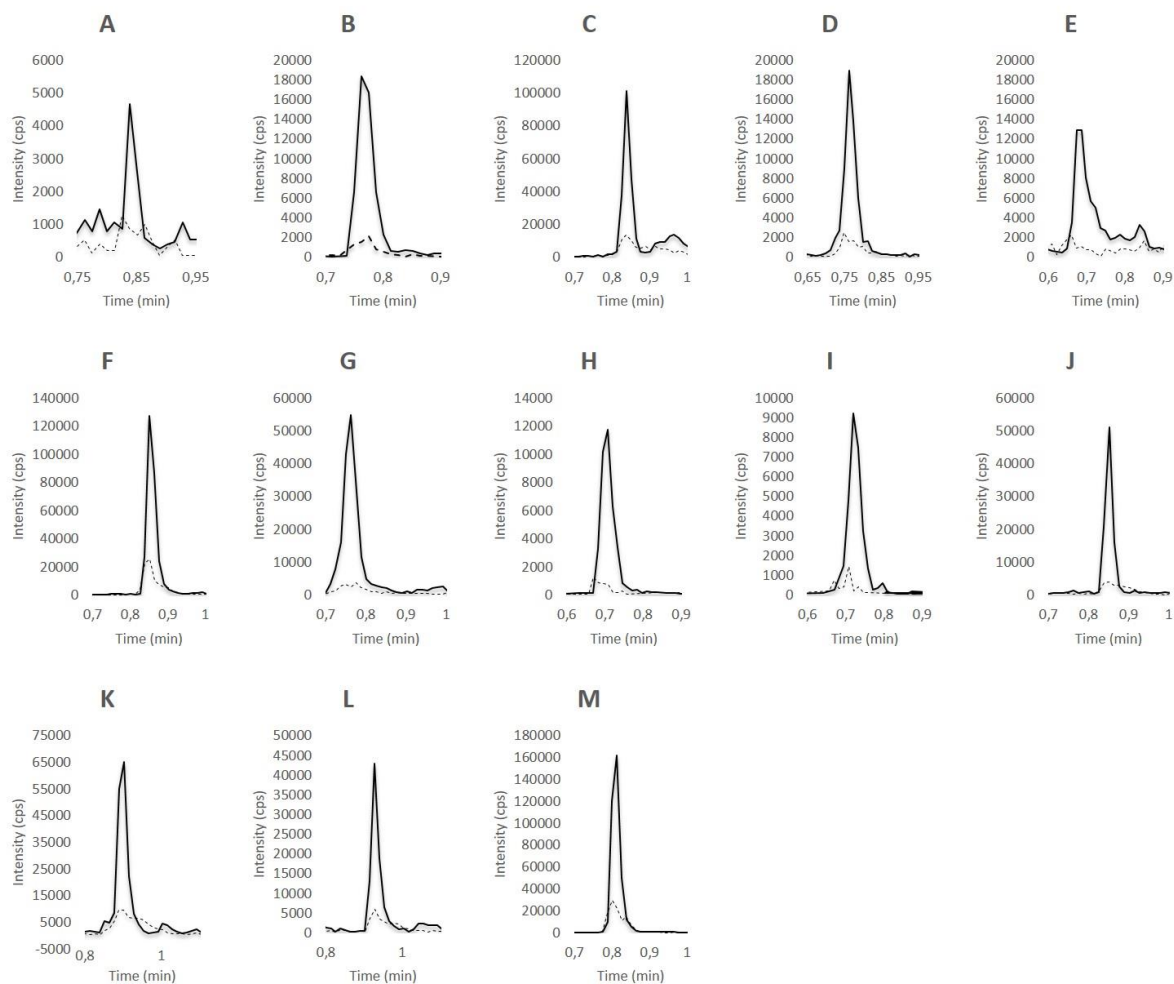 A
B
C
D
E
Intensity (cps)
6000
5000
4000
3000
2000
1000
0
0,75 0,85 0,95
Time (min)
Intensity (cps)
20000
18000
16000
14000
12000
10000
8000
6000
4000
2000
0
0,7 0,8 0,9
Time (min)
Intensity (cps)
120000
100000
80000
60000
40000
20000
0
0,7 0,8 0,9 1
Time (min)
Intensity (cps)
20000
18000
16000
14000
12000
10000
8000
6000
4000
2000
0
0,65 0,75 0,85 0,95
Time (min)
Intensity (cps)
20000
18000
16000
14000
12000
10000
8000
6000
4000
2000
0
0,6 0,7 0,8 0,9
Time (min)
F
G
H
I
J
Intensity (cps)
140000
120000
100000
80000
60000
40000
20000
0
0,7 0,8 0,9 1
Time (min)
Intensity (cps)
60000
50000
40000
30000
20000
10000
0
0,7 0,8 0,9 1
Time (min)
Intensity (cps)
14000
12000
10000
8000
6000
4000
2000
0
0,6 0,7 0,8 0,9
Time (min)
Intensity (cps)
10000
9000
8000
7000
6000
5000
4000
3000
2000
1000
0
0,6 0,7 0,8 0,9
Time (min)
Intensity (cps)
60000
50000
40000
30000
20000
10000
0
0,7 0,8 0,9 1
Time (min)
K
L
M
Intensity (cps)
75000
65000
55000
45000
35000
25000
15000
5000
-5000
0,8 1
Time (min)
Intensity (cps)
50000
45000
40000
35000
30000
25000
20000
15000
10000
5000
0
0,8 1
Time (min)
Intensity (cps)
180000
160000
140000
120000
100000
80000
60000
40000
20000
0
0,7 0,8 0,9 1
Time (min)